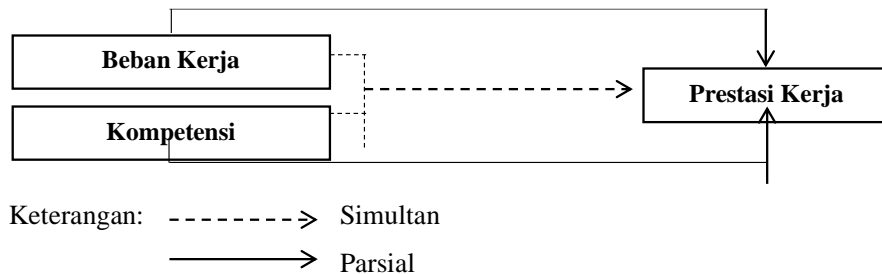 Beban Kerja
Prestasi Kerja
Kompetensi
Keterangan: Simultan
Parsial